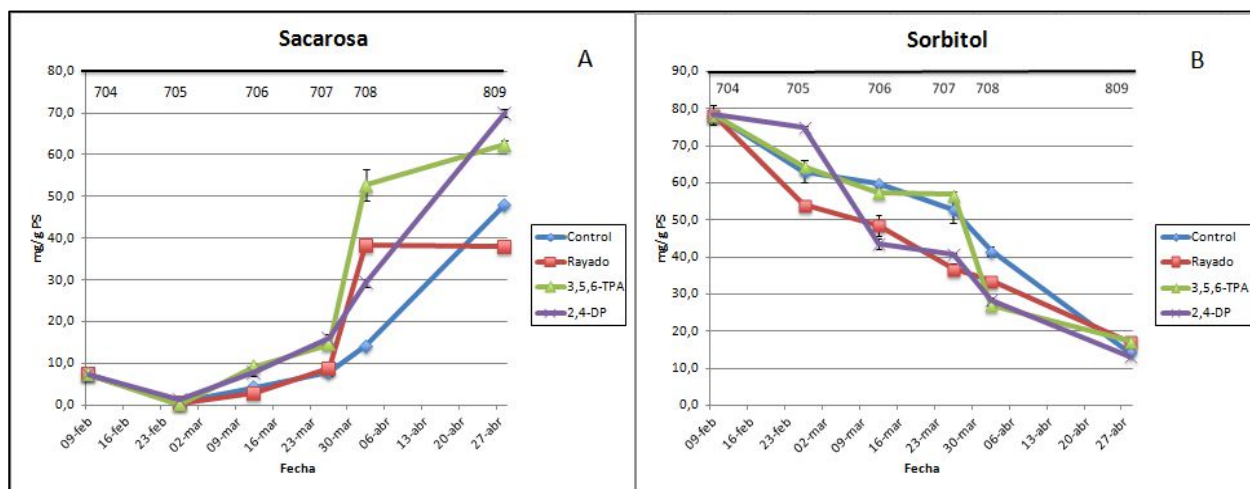 Sacarosa
A
80,0
70,0
60,0
50,0
40,0
30,0
20,0
10,0
0,0
mg/g PS
704 705 706 707 708 809
09-feb 16-feb 23-feb 02-mar 09-mar 16-mar 23-mar 30-mar 06-abr 13-abr 20-abr 27-abr
Fecha
Control
Rayado
3,5,6-TPA
2,4-DP
Sorbitol
B
90,0
80,0
70,0
60,0
50,0
40,0
30,0
20,0
10,0
0,0
mg/g PS
704 705 706 707 708 809
09-feb 16-feb 23-feb 02-mar 09-mar 16-mar 23-mar 30-mar 06-abr 13-abr 20-abr 27-abr
Fecha
Control
Rayado
3,5,6-TPA
2,4-DP